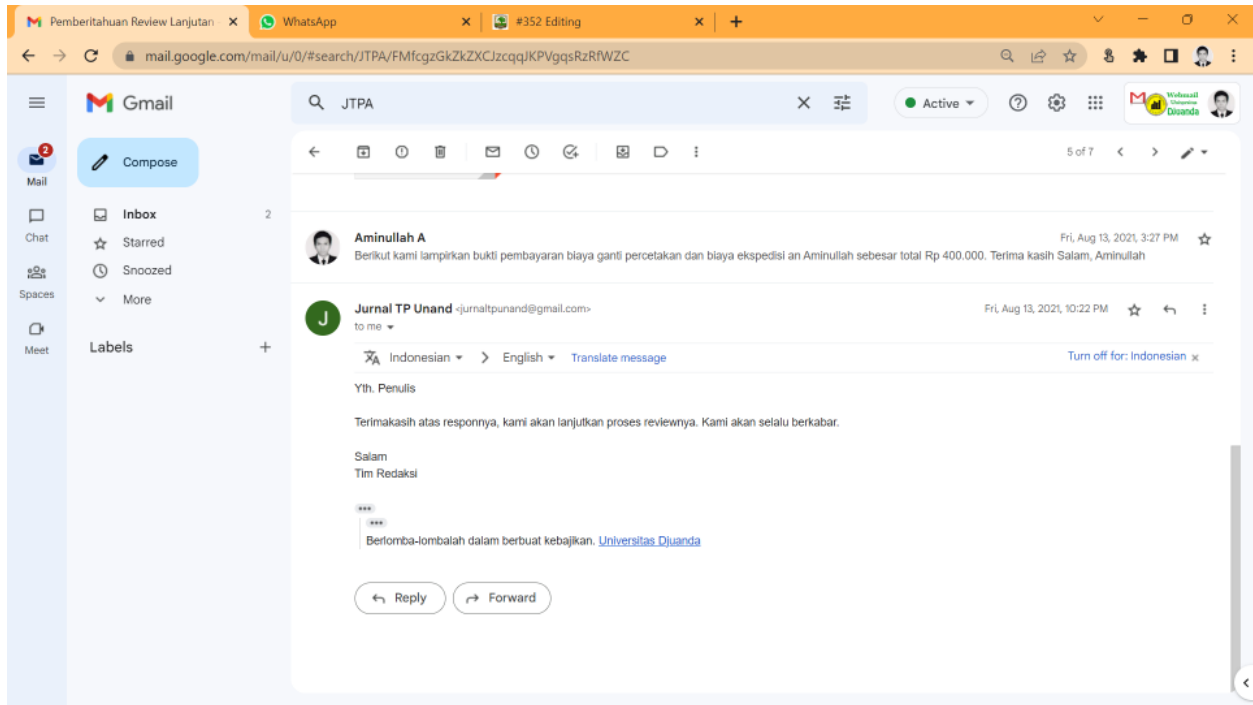 Pemberitahuan Review Lanjutan
WhatsApp
#352 Editing
mail.google.com/mail/u/0/#search/JTPA/FMfcgzGkZkZXCJzcqqJKPVgqsRzRfWZC
Gmail
JTPA
Active
Webmail
Universitas
Djuanda
2
Mail
Compose
5 of 7
Chat
Spaces
Meet
Inbox 2
Starred
Snoozed
More
Labels
Aminullah A Fri, Aug 13, 2021, 3:27 PM
Berikut kami lampirkan bukti pembayaran biaya ganti percetakan dan biaya ekspedisi an Aminullah sebesar total Rp 400.000. Terima kasih Salam, Aminullah
J
Jurnal TP Unand <jurnaltpunand@gmail.com> Fri, Aug 13, 2021, 10:22 PM
to me
Indonesian > English Translate message Turn off for: Indonesian x
Yth. Penulis
Terimakasih atas responnya, kami akan lanjutkan proses reviewnya. Kami akan selalu berkabar.
Salam
Tim Redaksi
Berlomba-lombalah dalam berbuat kebajikan. Universitas Djuanda
Reply Forward